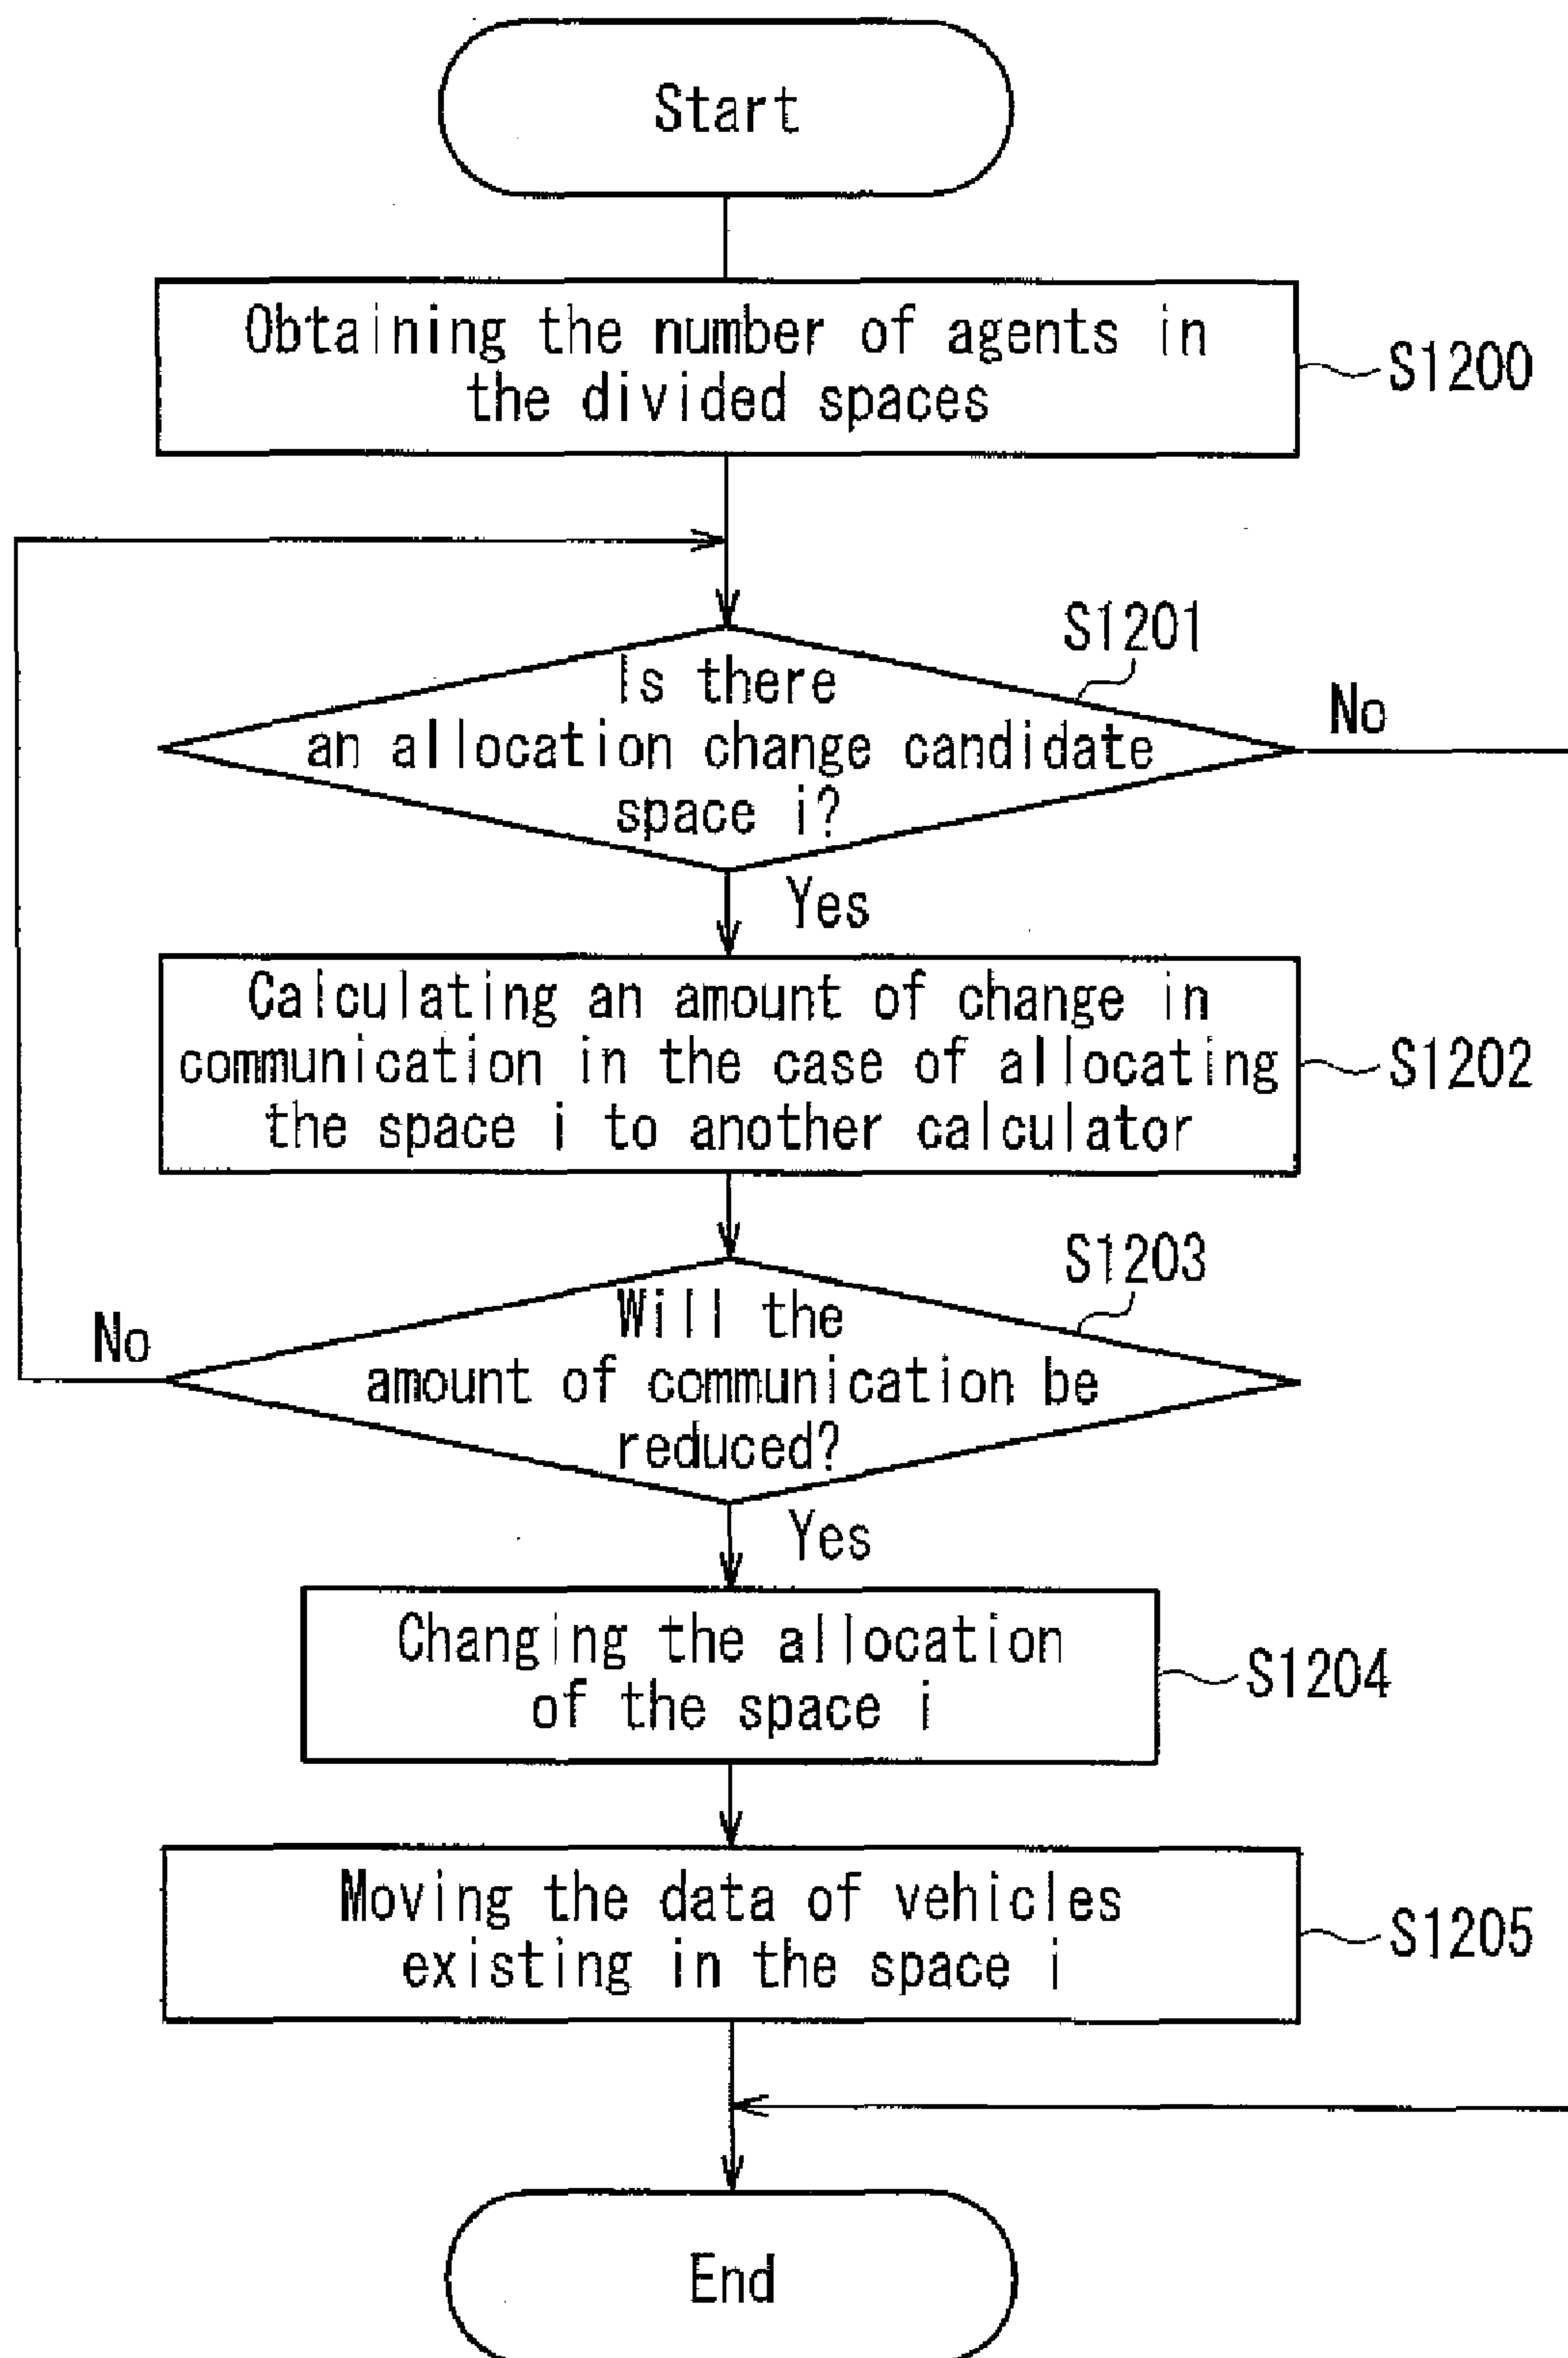 Start
Obtaining the number of agents in
the divided spaces
S1200
S1201
Is there
an allocation change candidate
space i?
No
Yes
Calculating an amount of change in
communication in the case of allocating
the space i to another calculator
S1202
S1203
Will the
amount of communication be
reduced?
No
Yes
Changing the allocation
of the space i
S1204
Moving the data of vehicles
existing in the space i
S1205
End